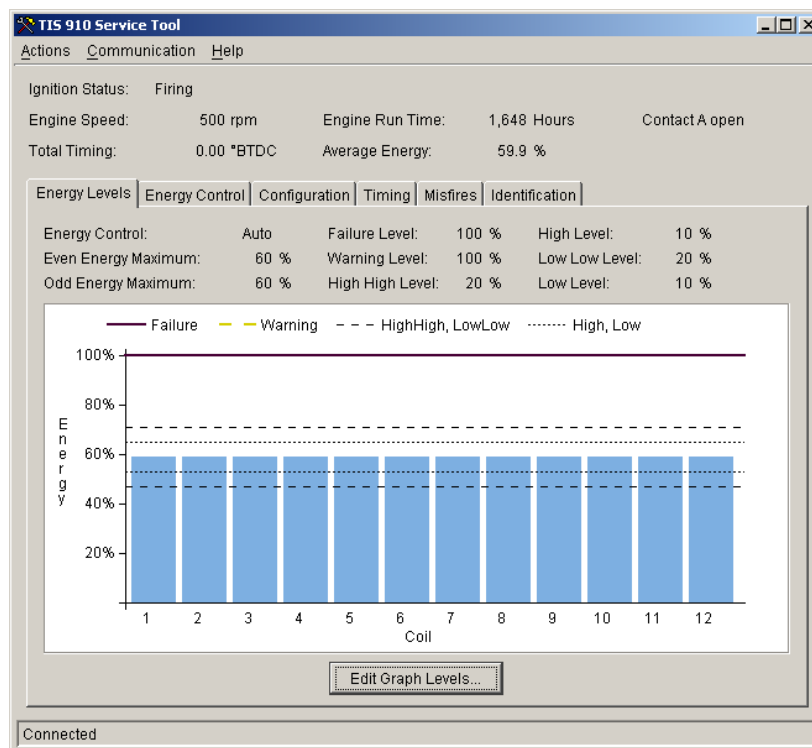 TIS 910 Service Tool
Actions Communication Help
Ignition Status: Firing
Engine Speed: 500 rpm Engine Run Time: 1,648 Hours Contact A open
Total Timing: 0.00 °BTDC Average Energy: 59.9 %
Energy Levels Energy Control Configuration Timing Misfires Identification
Energy Control: Auto Failure Level: 100 % High Level: 10 %
Even Energy Maximum: 60 % Warning Level: 100 % Low Low Level: 20 %
Odd Energy Maximum: 60 % High High Level: 20 % Low Level: 10 %
Failure Warning HighHigh, LowLow High, Low
100%
80%
60%
40%
20%
Energy
1 2 3 4 5 6 7 8 9 10 11 12
Coil
Edit Graph Levels...
Connected